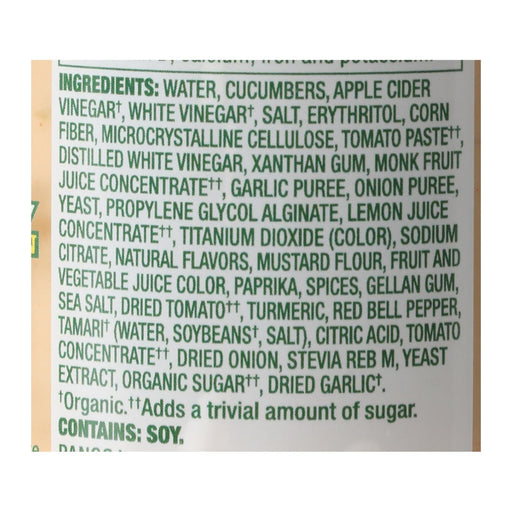 calcium, iron and potassium.
INGREDIENTS: WATER, CUCUMBERS, APPLE CIDER
VINEGAR†, WHITE VINEGAR†, SALT, ERYTHRITOL, CORN
FIBER, MICROCRYSTALLINE CELLULOSE, TOMATO PASTE††,
DISTILLED WHITE VINEGAR, XANTHAN GUM, MONK FRUIT
JUICE CONCENTRATE††, GARLIC PUREE, ONION PUREE,
YEAST, PROPYLENE GLYCOL ALGINATE, LEMON JUICE
CONCENTRATE††, TITANIUM DIOXIDE (COLOR), SODIUM
CITRATE, NATURAL FLAVORS, MUSTARD FLOUR, FRUIT AND
VEGETABLE JUICE COLOR, PAPRIKA, SPICES, GELLAN GUM,
SEA SALT, DRIED TOMATO††, TURMERIC, RED BELL PEPPER,
TAMARI† (WATER, SOYBEANS†, SALT), CITRIC ACID, TOMATO
CONCENTRATE††, DRIED ONION, STEVIA REB M, YEAST
EXTRACT, ORGANIC SUGAR††, DRIED GARLIC†.
†Organic. ††Adds a trivial amount of sugar.
CONTAINS: SOY.